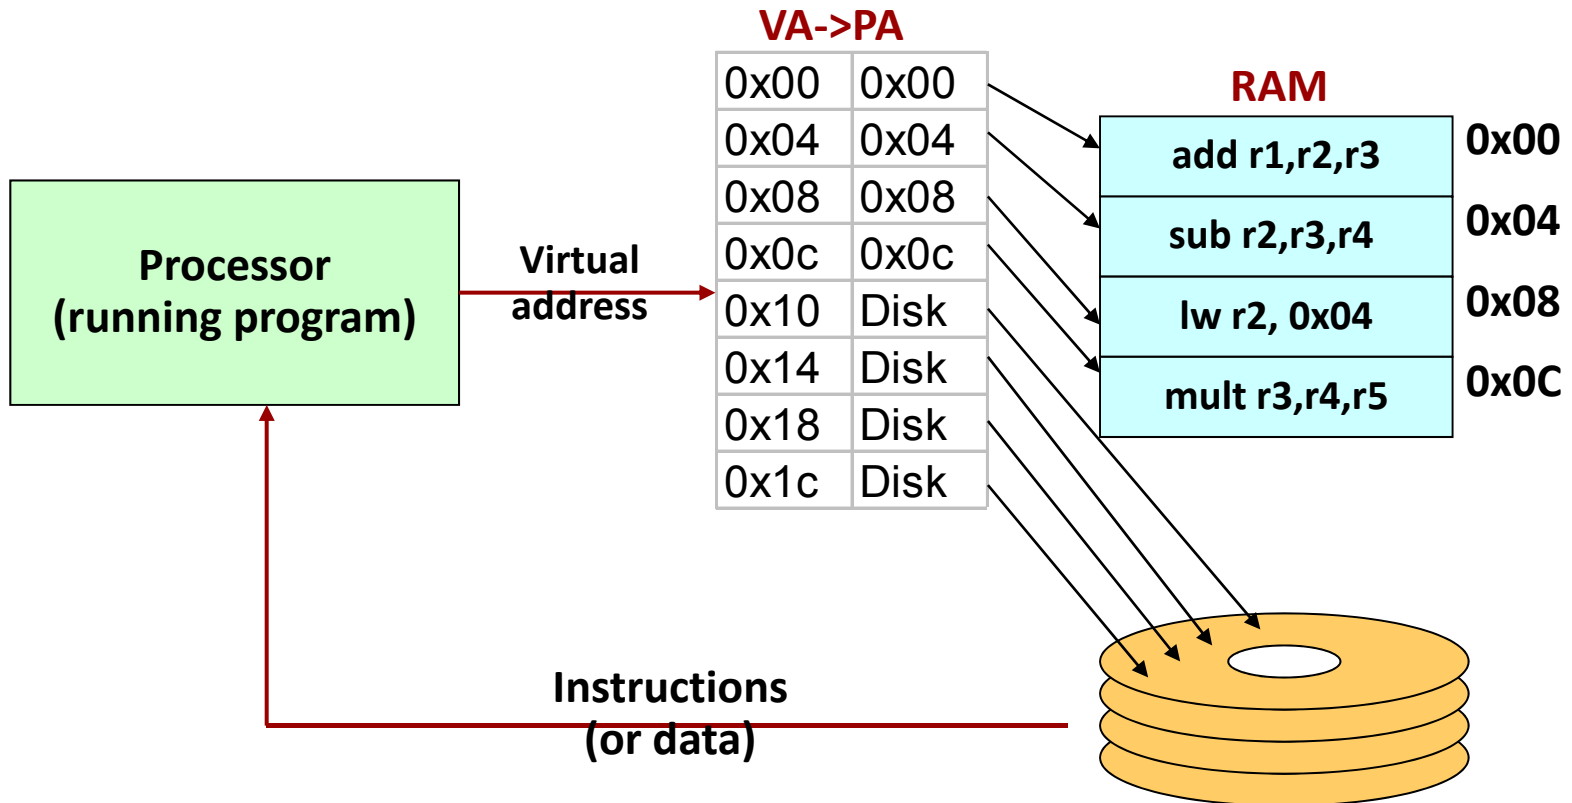 VA->PA
0x00 0x00
0x04 0x04
0x08 0x08
0x0c 0x0c
0x10 Disk
0x14 Disk
0x18 Disk
0x1c Disk
RAM
add r1,r2,r3 0x00
sub r2,r3,r4 0x04
lw r2, 0x04 0x08
mult r3,r4,r5 0x0C
Processor
(running program)
Virtual
address
Instructions
(or data)